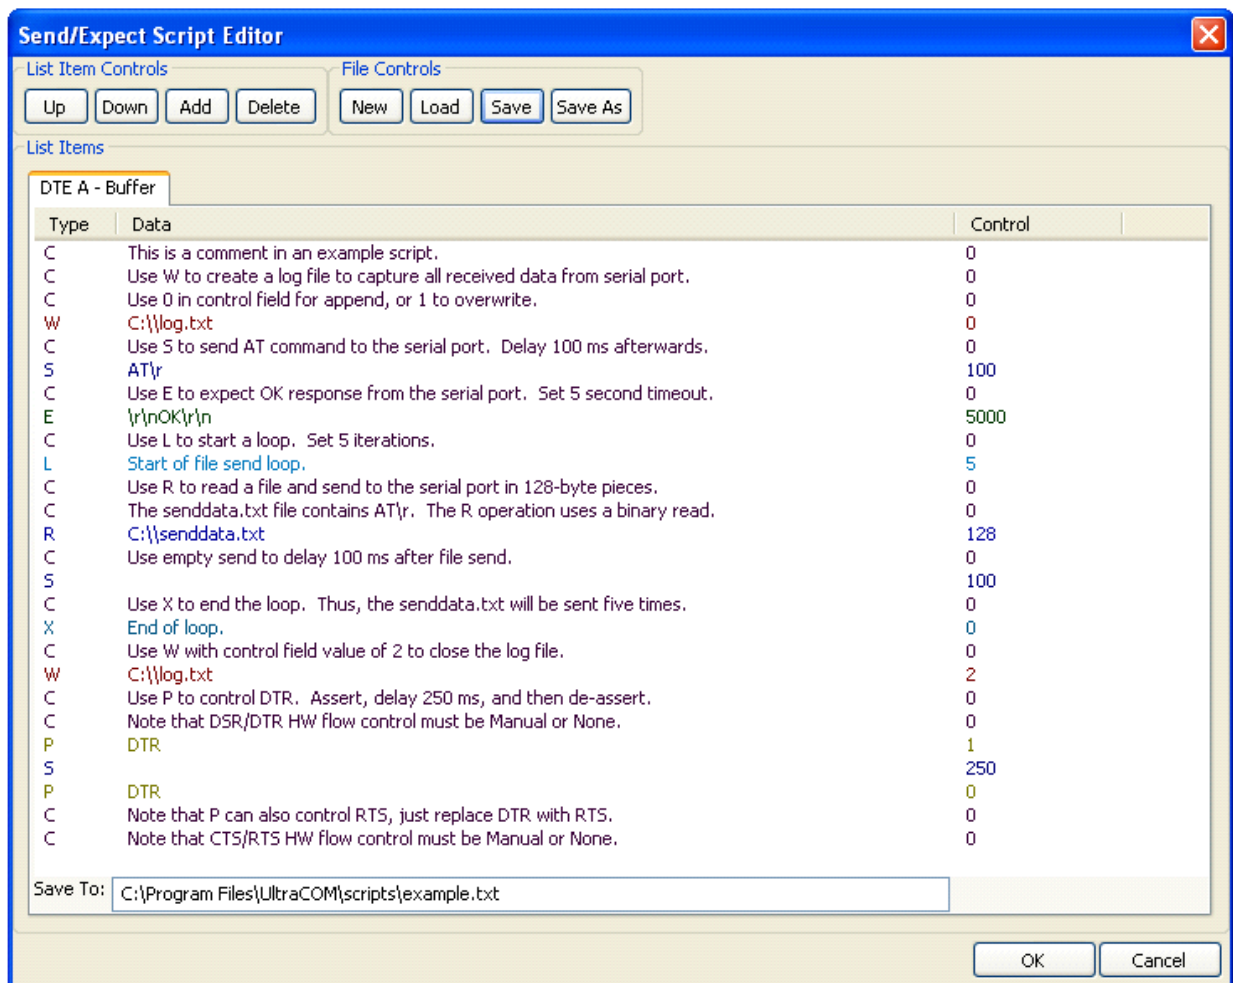 Send/Expect Script Editor
List Item Controls File Controls
Up Down Add Delete New Load Save Save As
List Items
DTE A - Buffer
Type Data Control
C This is a comment in an example script. 0
C Use W to create a log file to capture all received data from serial port. 0
C Use 0 in control field for append, or 1 to overwrite. 0
W C:\\log.txt 0
C Use S to send AT command to the serial port.  Delay 100 ms afterwards. 0
S AT\r 100
C Use E to expect OK response from the serial port.  Set 5 second timeout. 0
E \r\nOK\r\n 5000
C Use L to start a loop.  Set 5 iterations. 0
L Start of file send loop. 5
C Use R to read a file and send to the serial port in 128-byte pieces. 0
C The senddata.txt file contains AT\r.  The R operation uses a binary read. 0
R C:\\senddata.txt 128
C Use empty send to delay 100 ms after file send. 0
S 100
C Use X to end the loop.  Thus, the senddata.txt will be sent five times. 0
X End of loop. 0
C Use W with control field value of 2 to close the log file. 0
W C:\\log.txt 2
C Use P to control DTR.  Assert, delay 250 ms, and then de-assert. 0
C Note that DSR/DTR HW flow control must be Manual or None. 0
P DTR 1
S 250
P DTR 0
C Note that P can also control RTS, just replace DTR with RTS. 0
C Note that CTS/RTS HW flow control must be Manual or None. 0
Save To: C:\Program Files\UltraCOM\scripts\example.txt
OK Cancel